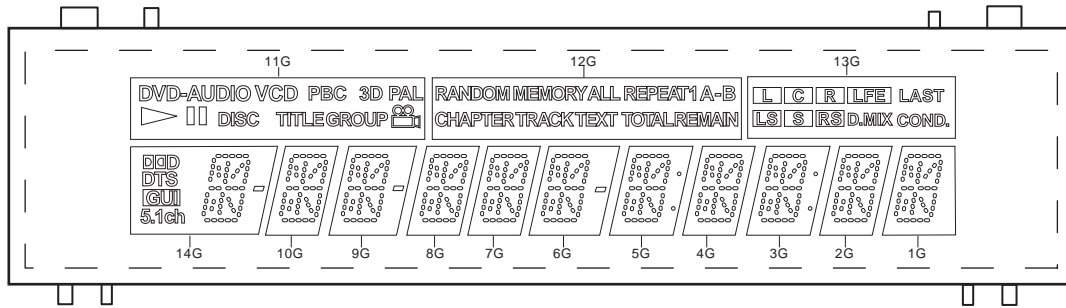 11G 12G 13G
DVD-AUDIO VCD PBC 3D PAL RANDOM MEMORY ALL REPEAT 1 A-B L C R LFE LAST
DISC TITLE GROUP CHAPTER TRACK TEXT TOTAL REMAIN LS S RS D.MIX COND.
DTS
GUI
5.1ch
14G 10G 9G 8G 7G 6G 5G 4G 3G 2G 1G